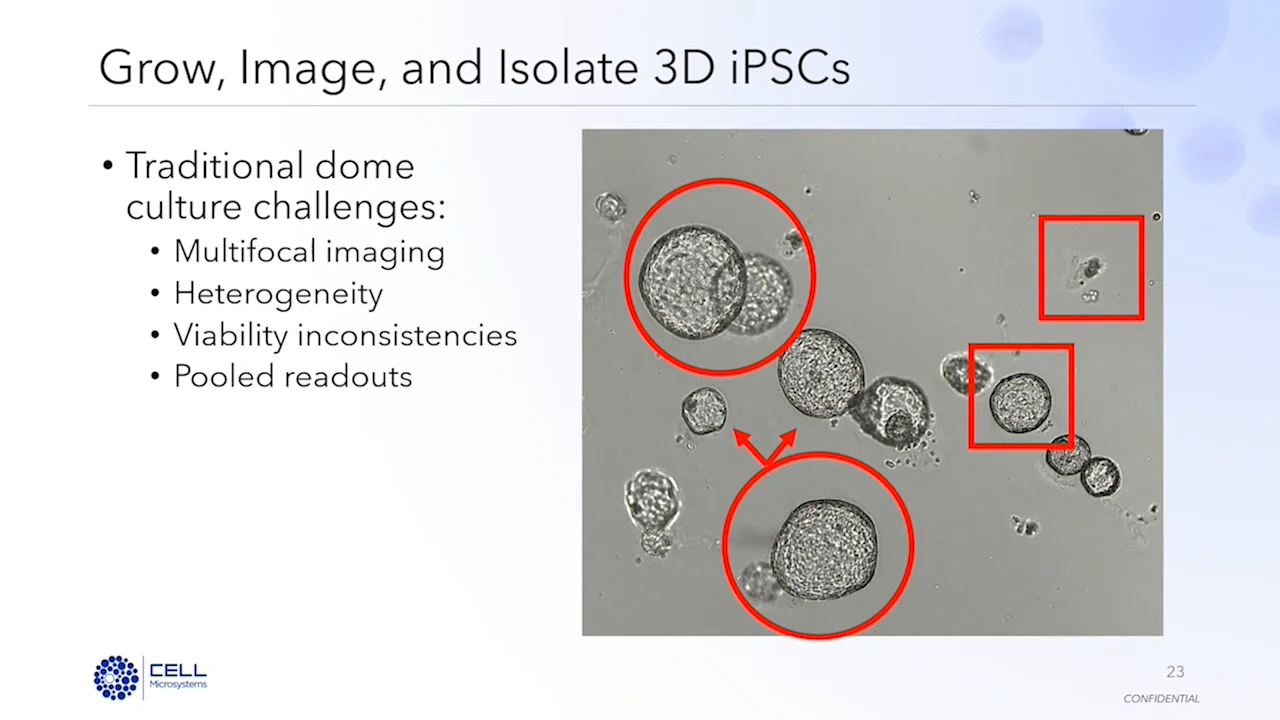 Grow, Image, and Isolate 3D iPSCs
• Traditional dome
culture challenges:
• Multifocal imaging
• Heterogeneity
• Viability inconsistencies
• Pooled readouts
CELL
Microsystems
23
CONFIDENTIAL